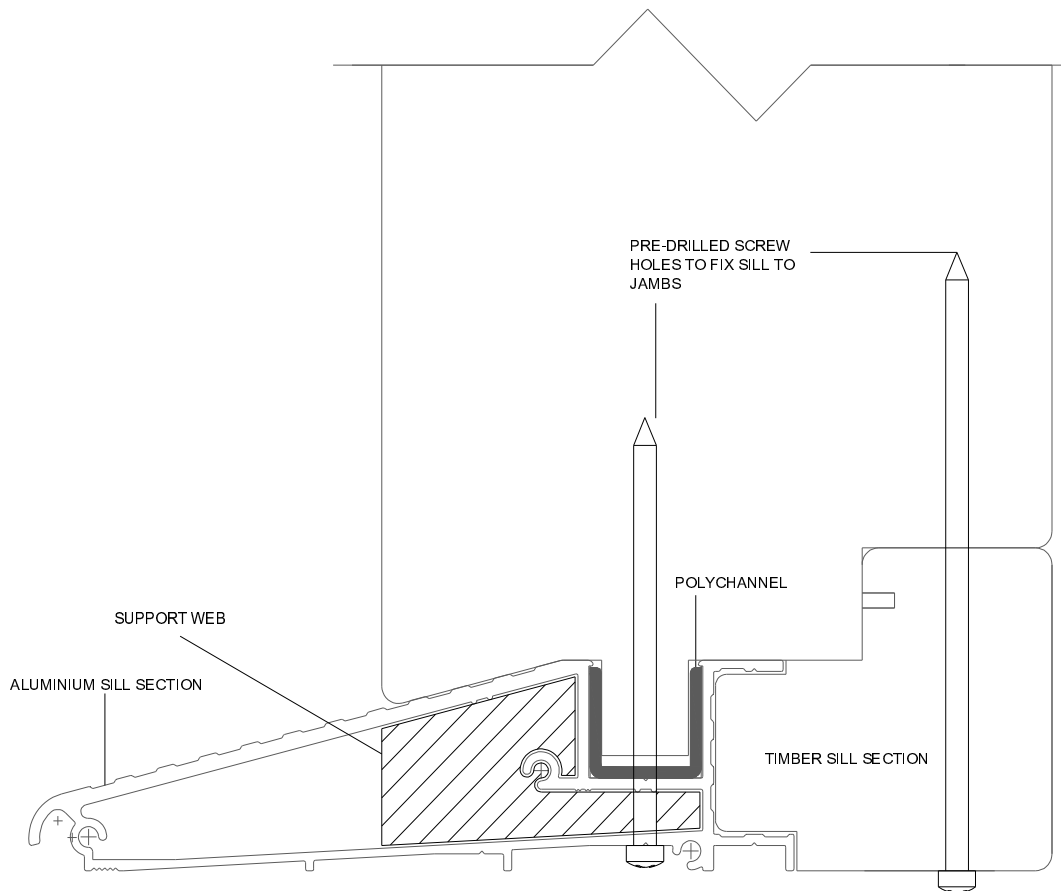 PRE-DRILLED SCREW
HOLES TO FIX SILL TO
JAMBS
POLYCHANNEL
SUPPORT WEB
ALUMINIUM SILL SECTION
TIMBER SILL SECTION